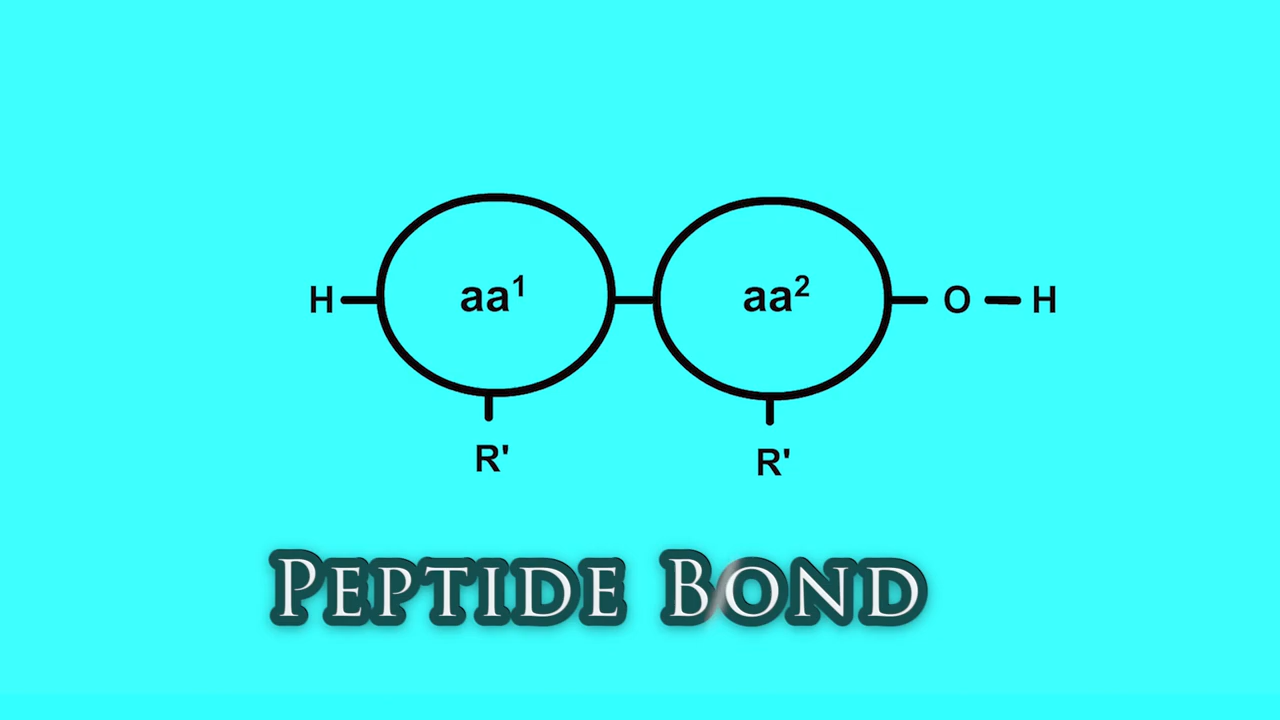 H aa¹ aa² O H
R' R'
PEPTIDE BOND